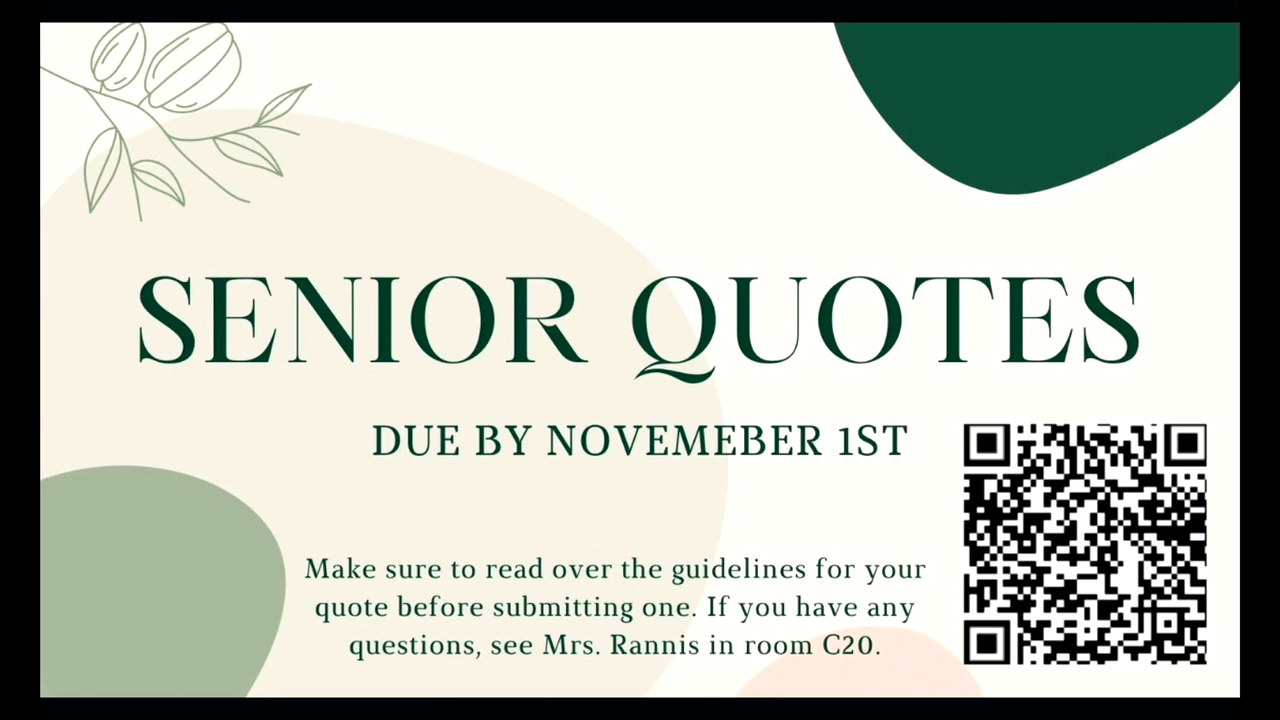 SENIOR QUOTES
DUE BY NOVEMEBER 1ST
Make sure to read over the guidelines for your
quote before submitting one. If you have any
questions, see Mrs. Rannis in room C20.